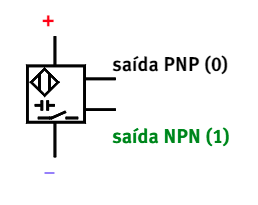 +
saída PNP (0)
saída NPN (1)
–